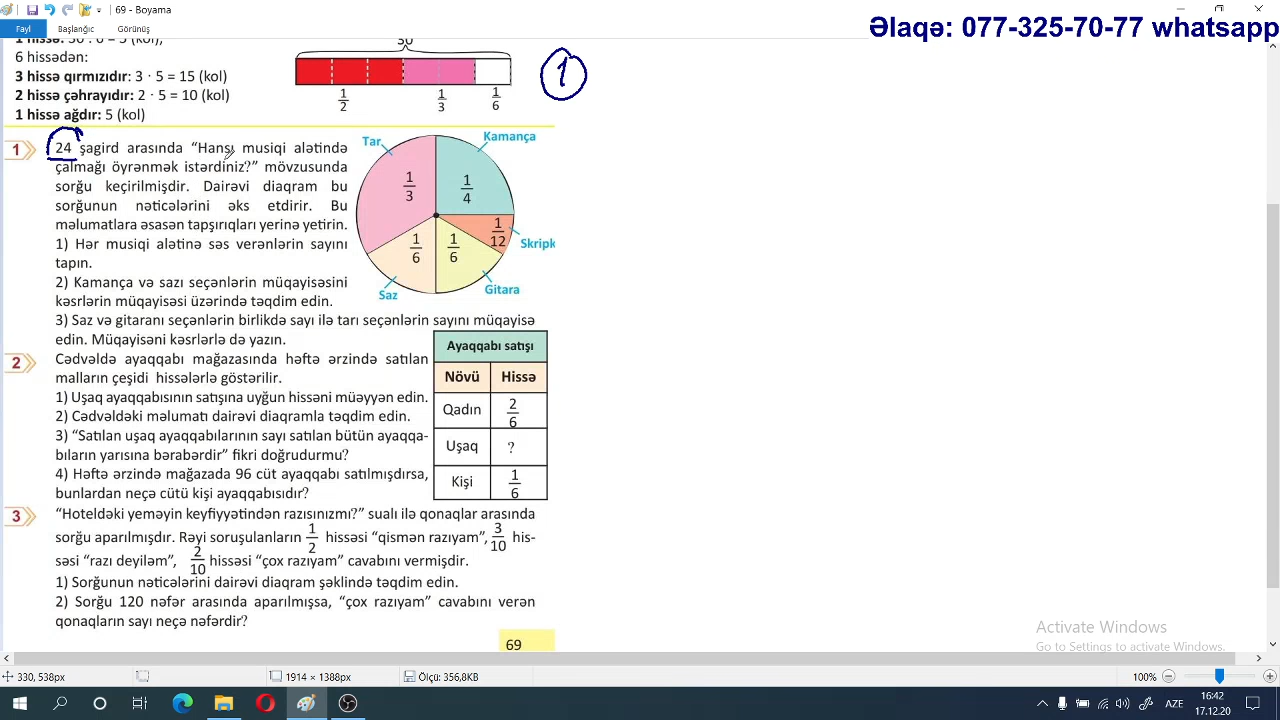 69 - Boyama
Fayl Başlanğıc Görünüş
Əlaqə: 077-325-70-77 whatsapp
1 hissə: 30 : 6 = 5 (kol),
6 hissədən:
3 hissə qırmızıdır: 3 · 5 = 15 (kol)
2 hissə çəhrayıdır: 2 · 5 = 10 (kol)
1 hissə ağdır: 5 (kol)
30
1/2 1/3 1/6
1
1 24 şagird arasında “Hansı musiqi alətində
çalmağı öyrənmək istərdiniz?” mövzusunda
sorğu keçirilmişdir. Dairəvi diaqram bu
sorğunun nəticələrini əks etdirir. Bu
məlumatlara əsasən tapşırıqları yerinə yetirin.
1) Hər musiqi alətinə səs verənlərin sayını
tapın.
2) Kamança və sazı seçənlərin müqayisəsini
kəsrlərin müqayisəsi üzərində təqdim edin.
3) Saz və gitaranı seçənlərin birlikdə sayı ilə tarı seçənlərin sayını müqayisə
edin. Müqayisəni kəsrlərlə də yazın.
Tar
Kamança
1/3
1/4
1/12
Skripk
1/6
1/6
Saz
Gitara
2 Cədvəldə ayaqqabı mağazasında həftə ərzində satılan
malların çeşidi hissələrlə göstərilir.
1) Uşaq ayaqqabısının satışına uyğun hissəni müəyyən edin.
2) Cədvəldəki məlumatı dairəvi diaqramla təqdim edin.
3) “Satılan uşaq ayaqqabılarının sayı satılan bütün ayaqqa-
bıların yarısına bərabərdir” fikri doğrudurmu?
4) Həftə ərzində mağazada 96 cüt ayaqqabı satılmışdırsa,
bunlardan neçə cütü kişi ayaqqabısıdır?
Ayaqqabı satışı
Növü Hissə
Qadın 2/6
Uşaq ?
Kişi 1/6
3 “Hoteldəki yeməyin keyfiyyətindən razısınızmı?” sualı ilə qonaqlar arasında
sorğu aparılmışdır. Rəyi soruşulanların 1/2 hissəsi “qismən razıyam”, 3/10 his-
səsi “razı deyiləm”, 2/10 hissəsi “çox razıyam” cavabını vermişdir.
1) Sorğunun nəticələrini dairəvi diaqram şəklində təqdim edin.
2) Sorğu 120 nəfər arasında aparılmışsa, “çox razıyam” cavabını verən
qonaqların sayı neçə nəfərdir?
69
Activate Windows
Go to Settings to activate Windows.
330, 538px 1914 × 1388px Ölçü: 356,8KB 100%
AZE
16:42
17.12.20